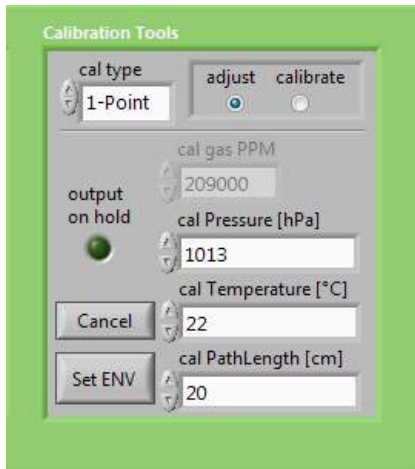 Calibration Tools
cal type
1-Point
adjust calibrate
cal gas PPM
209000
output
on hold
cal Pressure [hPa]
1013
cal Temperature [°C]
Cancel
22
cal PathLength [cm]
Set ENV
20